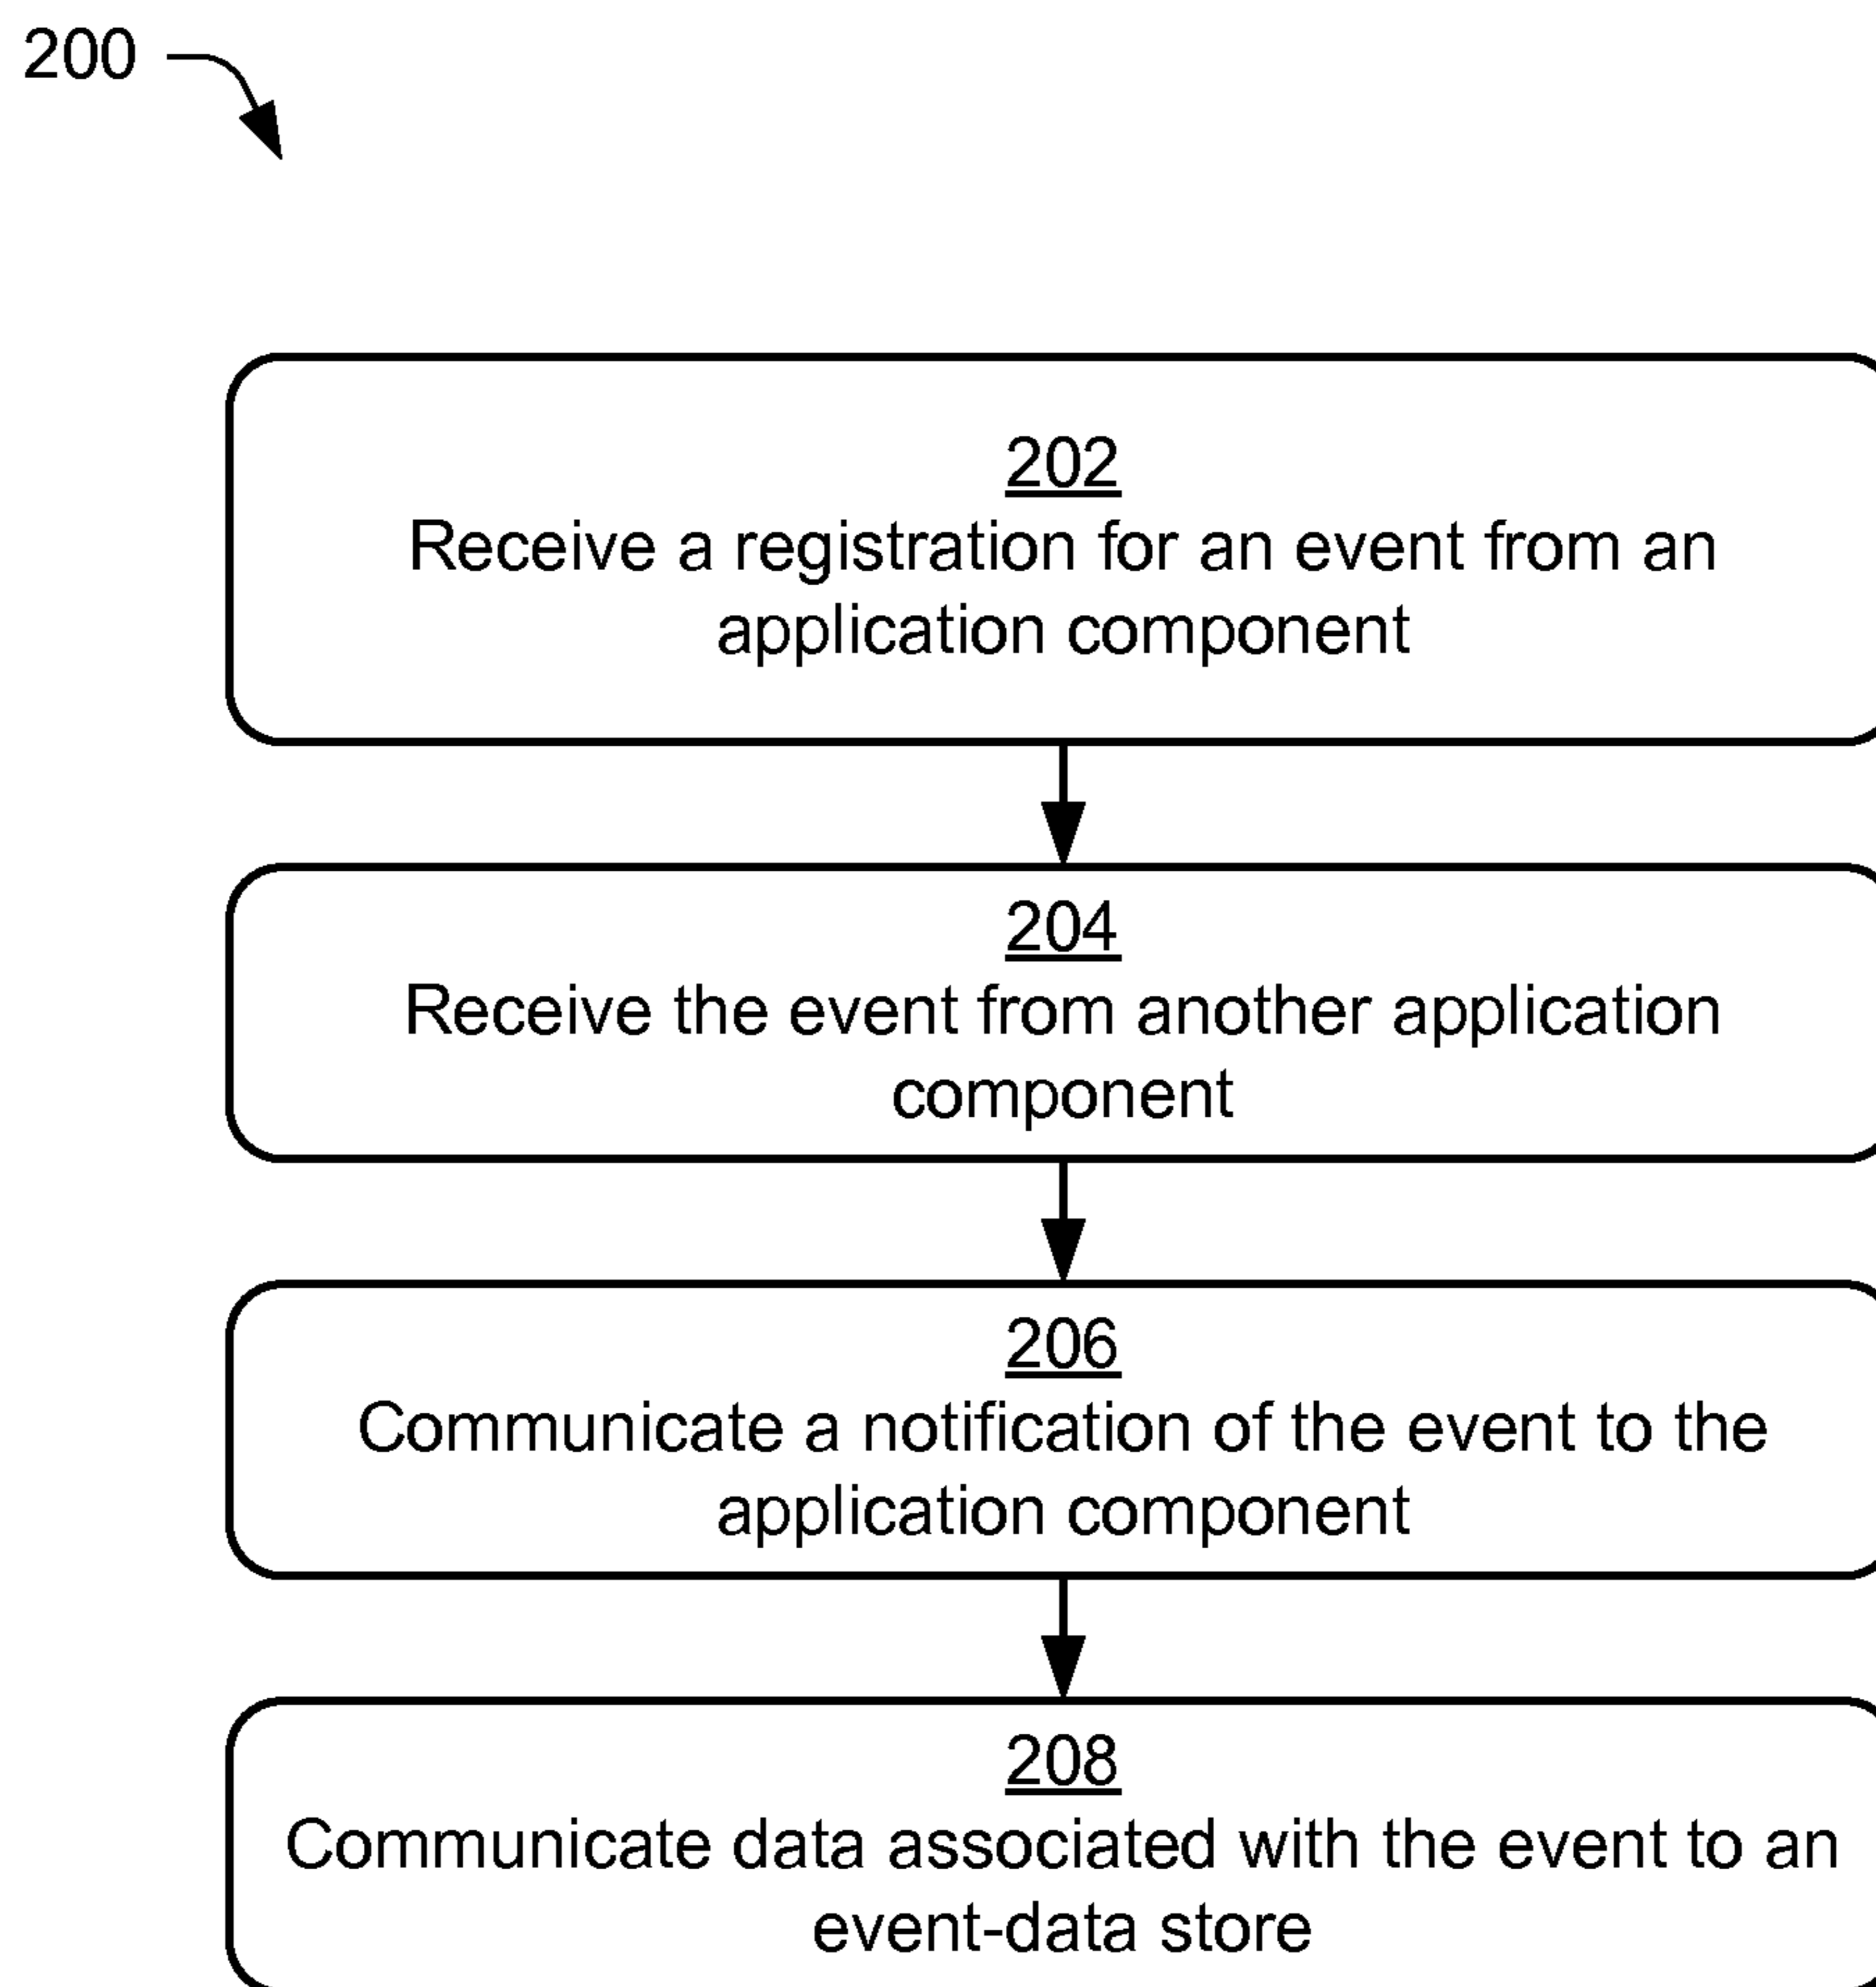 200
202
Receive a registration for an event from an
application component
204
Receive the event from another application
component
206
Communicate a notification of the event to the
application component
208
Communicate data associated with the event to an
event-data store